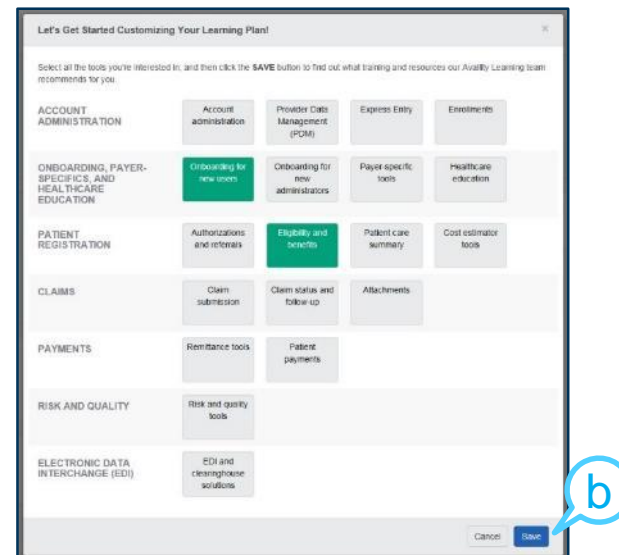 Let's Get Started Customizing Your Learning Plan!
×
Select all the tools you're interested in, and then click the SAVE button to find out what training and resources our Availity Learning team
recommends for you.
ACCOUNT
ADMINISTRATION
Account
administration
Provider Data
Management
(PDM)
Express Entry
Enrollments
ONBOARDING, PAYER-
SPECIFICS, AND
HEALTHCARE
EDUCATION
Onboarding for
new users
Onboarding for
new
administrators
Payer-specific
tools
Healthcare
education
PATIENT
REGISTRATION
Authorizations
and referrals
Eligibility and
benefits
Patient care
summary
Cost estimator
tools
CLAIMS
Claim
submission
Claim status and
follow-up
Attachments
PAYMENTS
Remittance tools
Patient
payments
RISK AND QUALITY
Risk and quality
tools
ELECTRONIC DATA
INTERCHANGE (EDI)
EDI and
clearinghouse
solutions
Cancel
Save
b